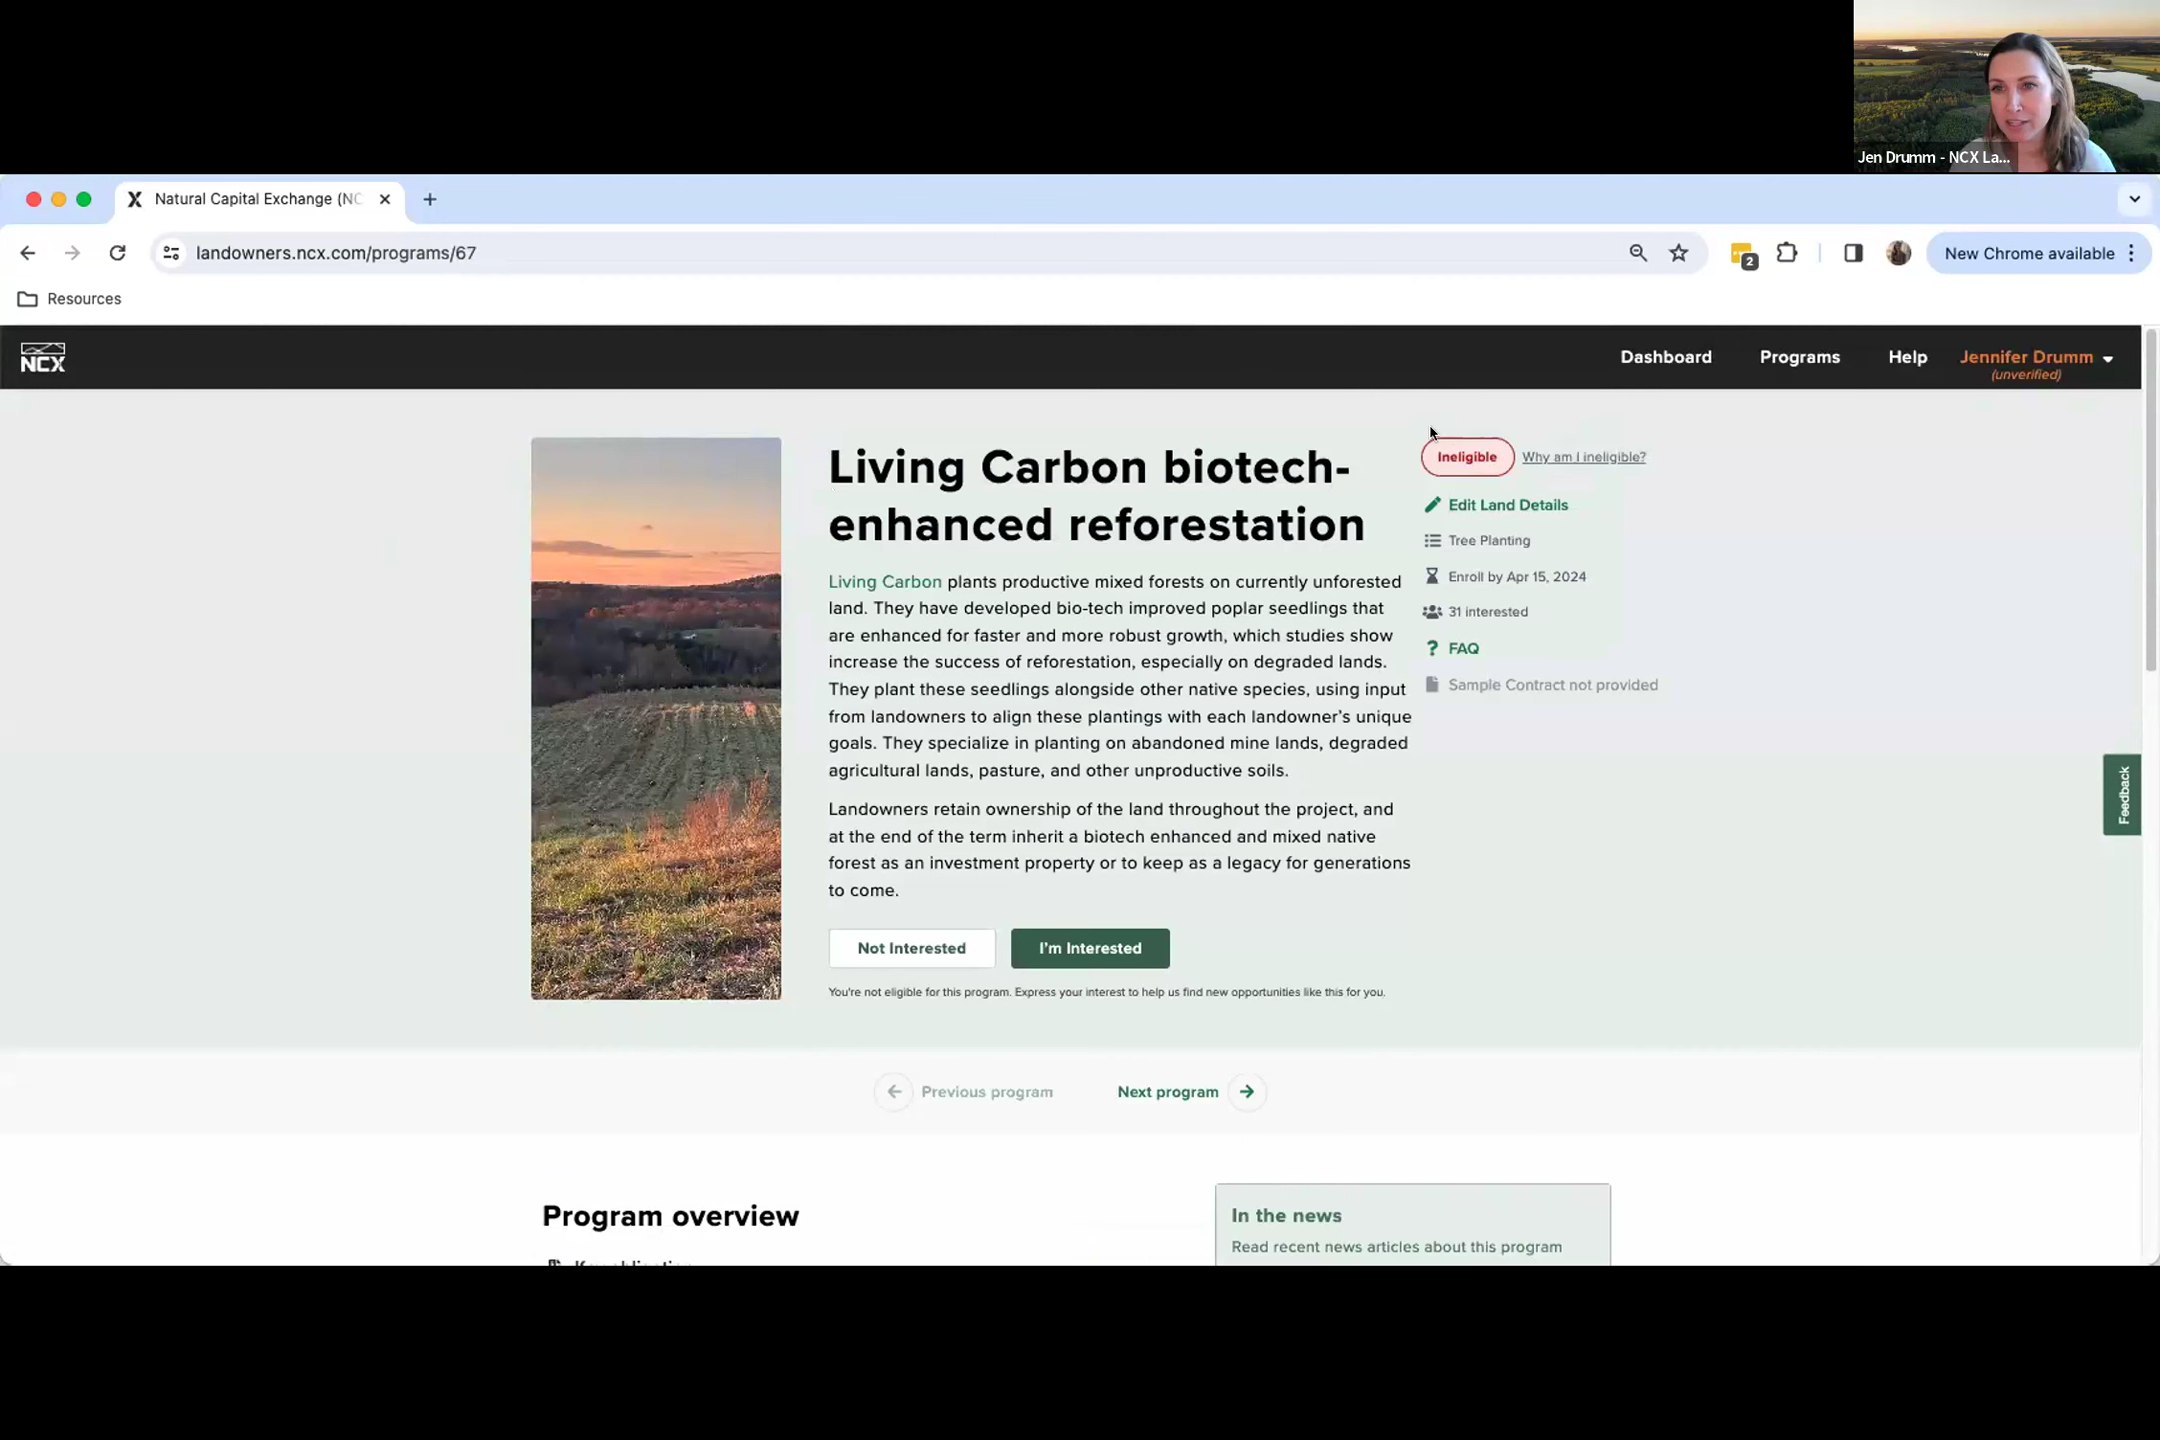 Jen Drumm - NCX La...
Natural Capital Exchange (NC
landowners.ncx.com/programs/67
2
New Chrome available
Resources
NCX
Dashboard
Programs
Help
Jennifer Drumm
(unverified)
Living Carbon biotech-
enhanced reforestation
Living Carbon plants productive mixed forests on currently unforested
land. They have developed bio-tech improved poplar seedlings that
are enhanced for faster and more robust growth, which studies show
increase the success of reforestation, especially on degraded lands.
They plant these seedlings alongside other native species, using input
from landowners to align these plantings with each landowner's unique
goals. They specialize in planting on abandoned mine lands, degraded
agricultural lands, pasture, and other unproductive soils.
Landowners retain ownership of the land throughout the project, and
at the end of the term inherit a biotech enhanced and mixed native
forest as an investment property or to keep as a legacy for generations
to come.
Not Interested
I'm Interested
You're not eligible for this program. Express your interest to help us find new opportunities like this for you.
Ineligible
Why am I ineligible?
Edit Land Details
Tree Planting
Enroll by Apr 15, 2024
31 interested
FAQ
Sample Contract not provided
Feedback
Previous program
Next program
Program overview
In the news
Read recent news articles about this program